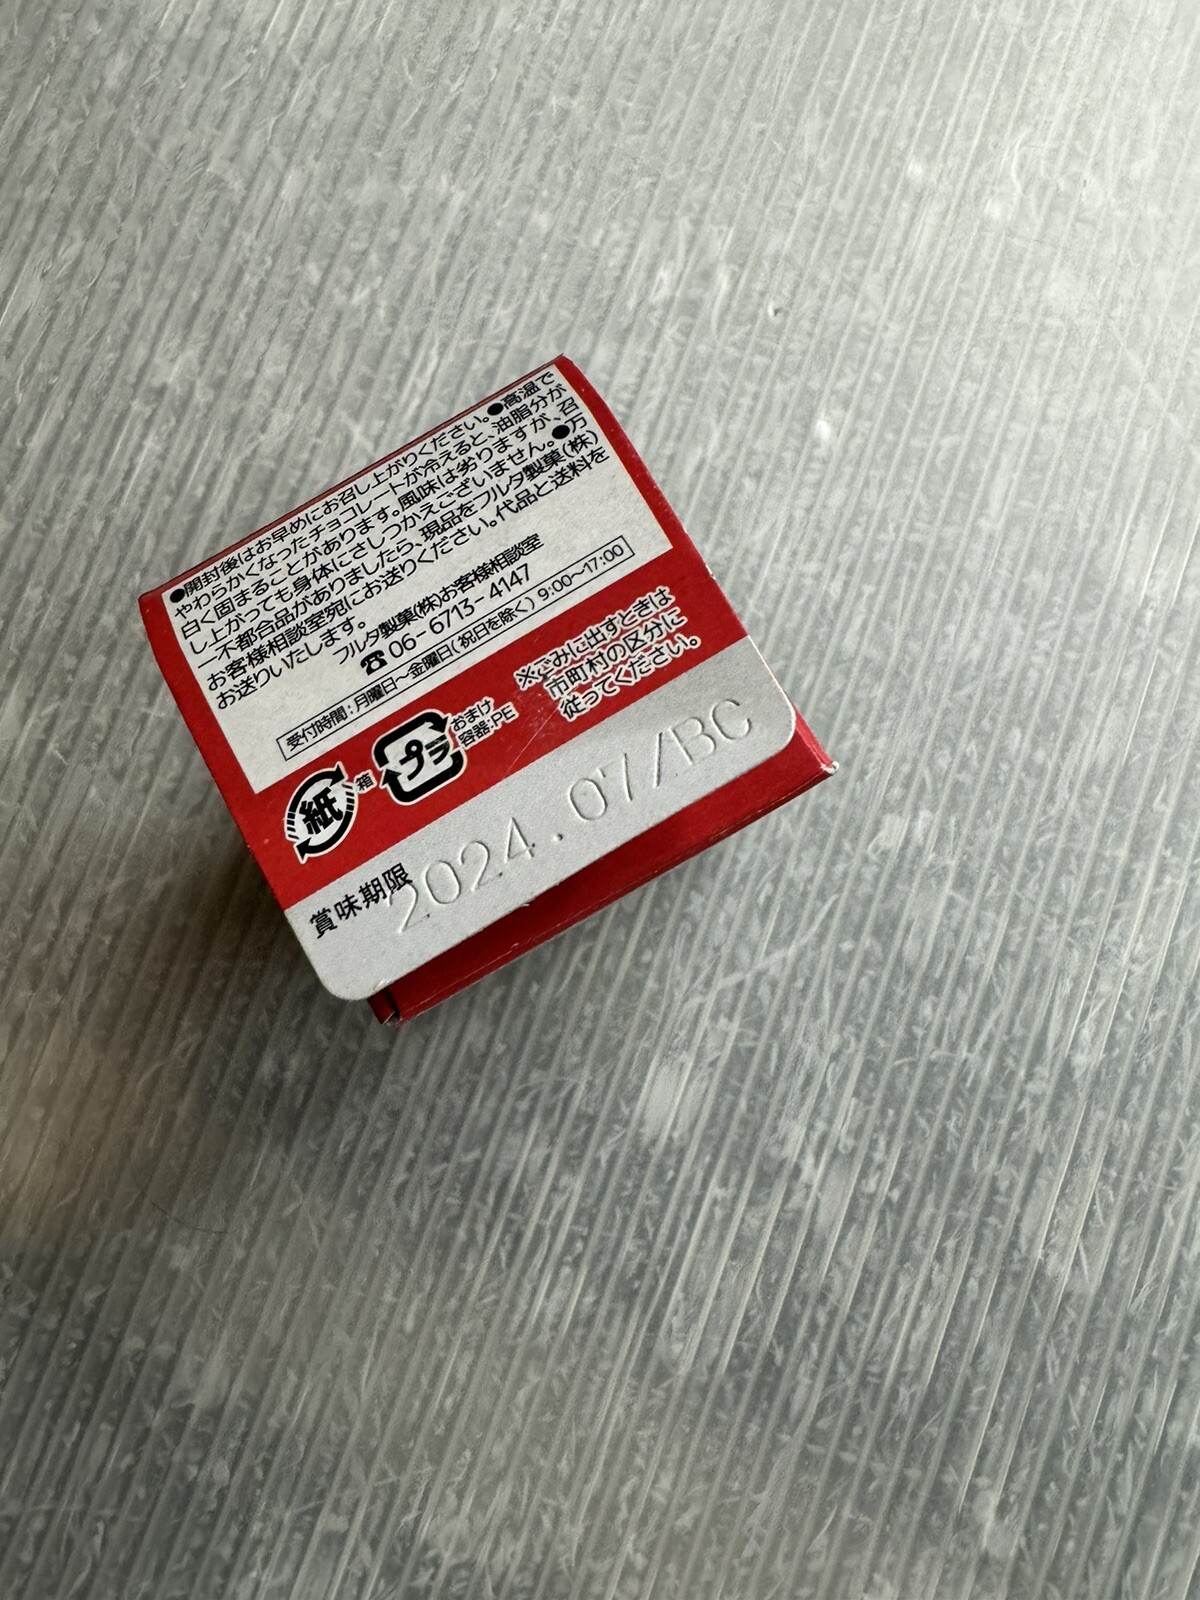 ●開封後はお早めにお召し上がりください。●高温で
やわらかくなったチョコレートが冷えると、油脂分が
白く固まることがあります。風味は劣りますが、召
し上がっても身体にさしつかえございません。●万
一不都合品がありましたら、現品をフルタ製菓(株)
お客様相談室宛にお送りください。代品と送料を
お送りいたします。
フルタ製菓(株)お客様相談室
☎06-6713-4147
受付時間:月曜日〜金曜日(祝日を除く) 9:00〜17:00
紙 箱
プラ おまけ
容器:PE
※ごみに出すときは
市町村の区分に
従ってください。
賞味期限 2024.07/BC